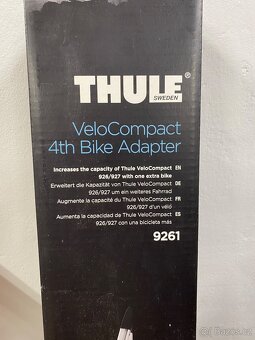 THULE®
SWEDEN
VeloCompact
4th Bike Adapter
Increases the capacity of Thule VeloCompact EN
926/927 with one extra bike
Erweitert die Kapazität von Thule VeloCompact DE
926/927 um ein weiteres Fahrrad
Augmente la capacité du Thule VeloCompact FR
926/927 d'un vélo
Aumenta la capacidad de Thule VeloCompact ES
926/927 con una bicicleta más
9261